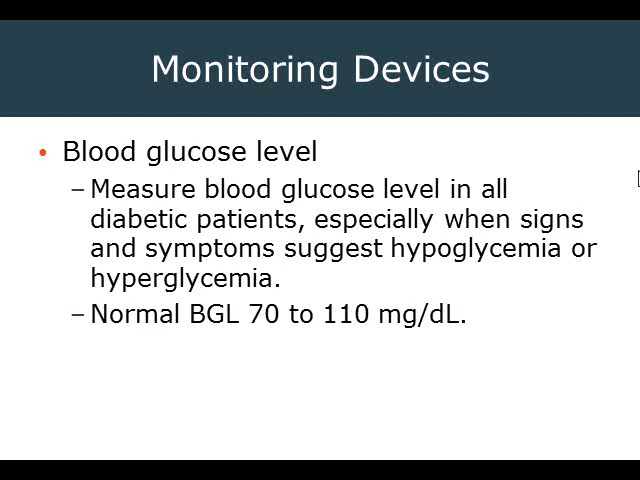 Monitoring Devices
• Blood glucose level
– Measure blood glucose level in all
diabetic patients, especially when signs
and symptoms suggest hypoglycemia or
hyperglycemia.
– Normal BGL 70 to 110 mg/dL.